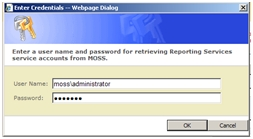 Enter Credentials -- Webpage Dialog
Enter a user name and password for retrieving Reporting Services
service accounts from MOSS.
User Name: moss\administrator
Password: •••••••
OK Cancel